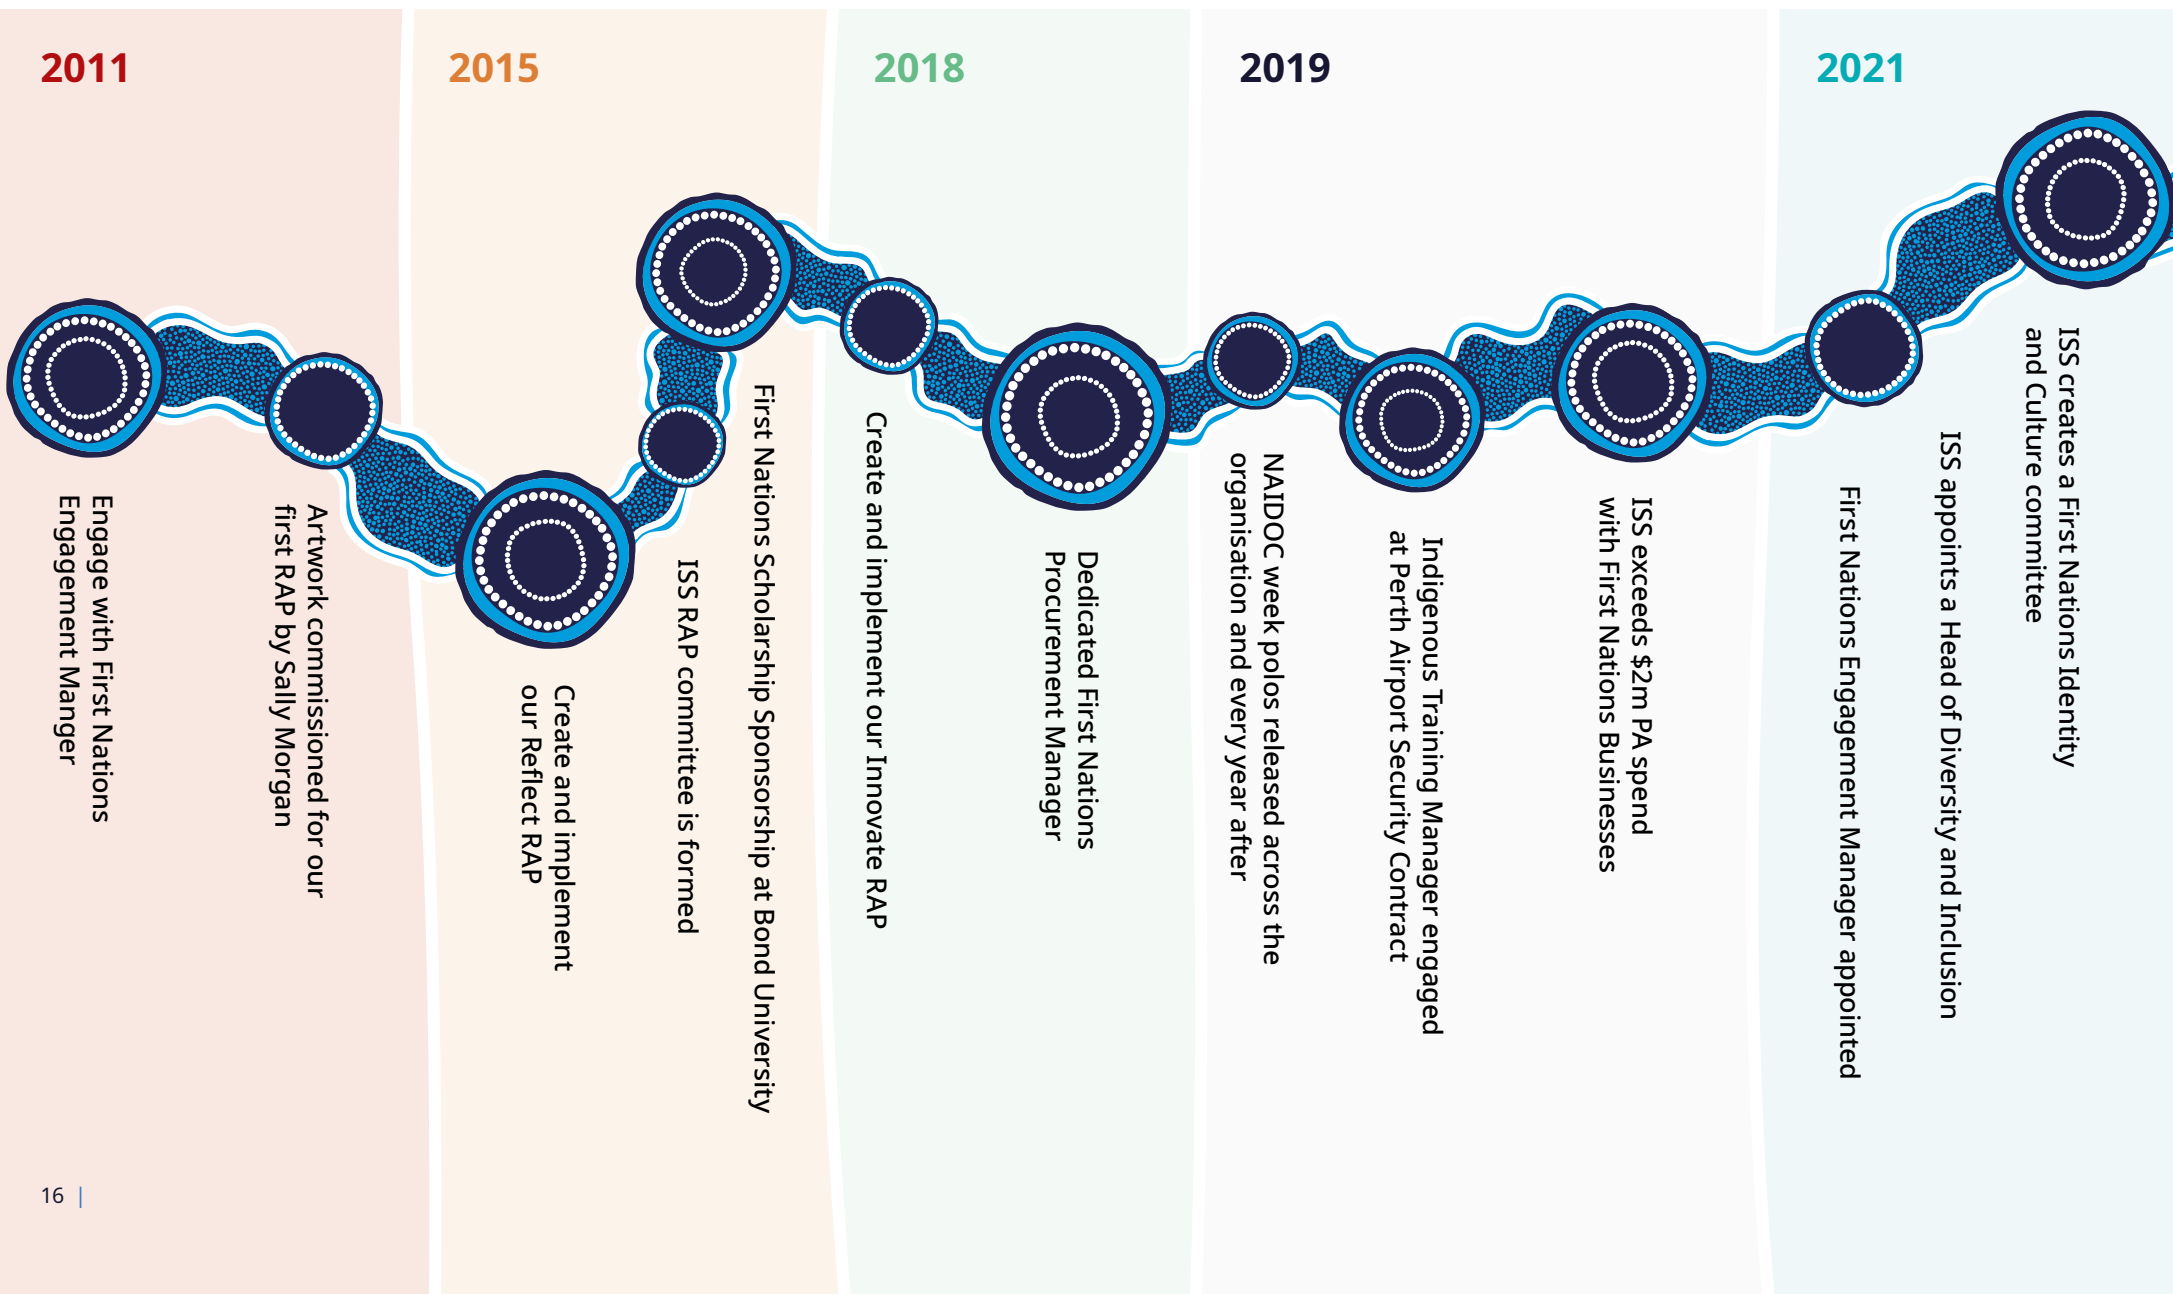 2011
Engage with First Nations
Engagement Manger
Artwork commissioned for our
first RAP by Sally Morgan
2015
Create and implement
our Reflect RAP
ISS RAP committee is formed
First Nations Scholarship Sponsorship at Bond University
2018
Create and implement our Innovate RAP
Dedicated First Nations
Procurement Manager
2019
NAIDOC week polos released across the
organisation and every year after
Indigenous Training Manager engaged
at Perth Airport Security Contract
ISS exceeds $2m PA spend
with First Nations Businesses
2021
First Nations Engagement Manager appointed
ISS appoints a Head of Diversity and Inclusion
ISS creates a First Nations Identity
and Culture committee
16 |